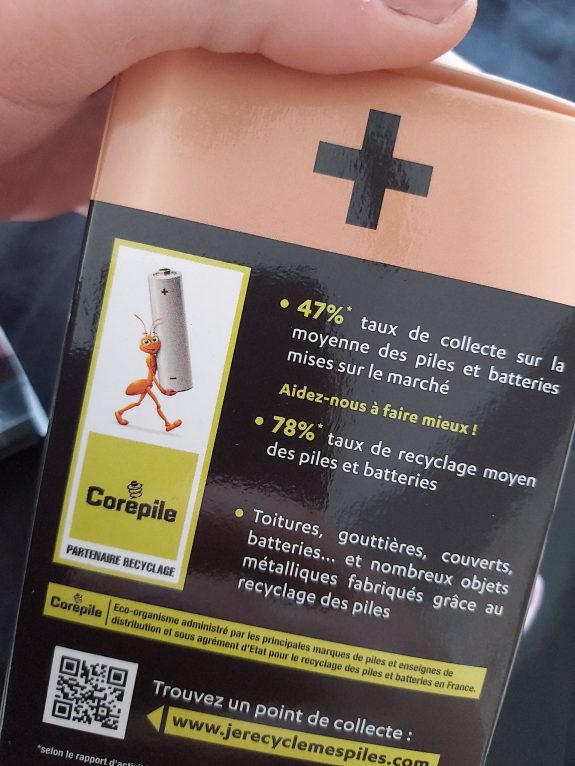 • 47%* taux de collecte sur la
moyenne des piles et batteries
mises sur le marché
Aidez-nous à faire mieux !
• 78%* taux de recyclage moyen
des piles et batteries
• Toitures, gouttières, couverts,
batteries... et nombreux objets
métalliques fabriqués grâce au
recyclage des piles
Corepile
PARTENAIRE RECYCLAGE
Corepile
Eco-organisme administré par les principales marques de piles et enseignes de
distribution et sous agrément d'Etat pour le recyclage des piles et batteries en France.
Trouvez un point de collecte :
www.jerecyclemespiles.com
*selon le rapport